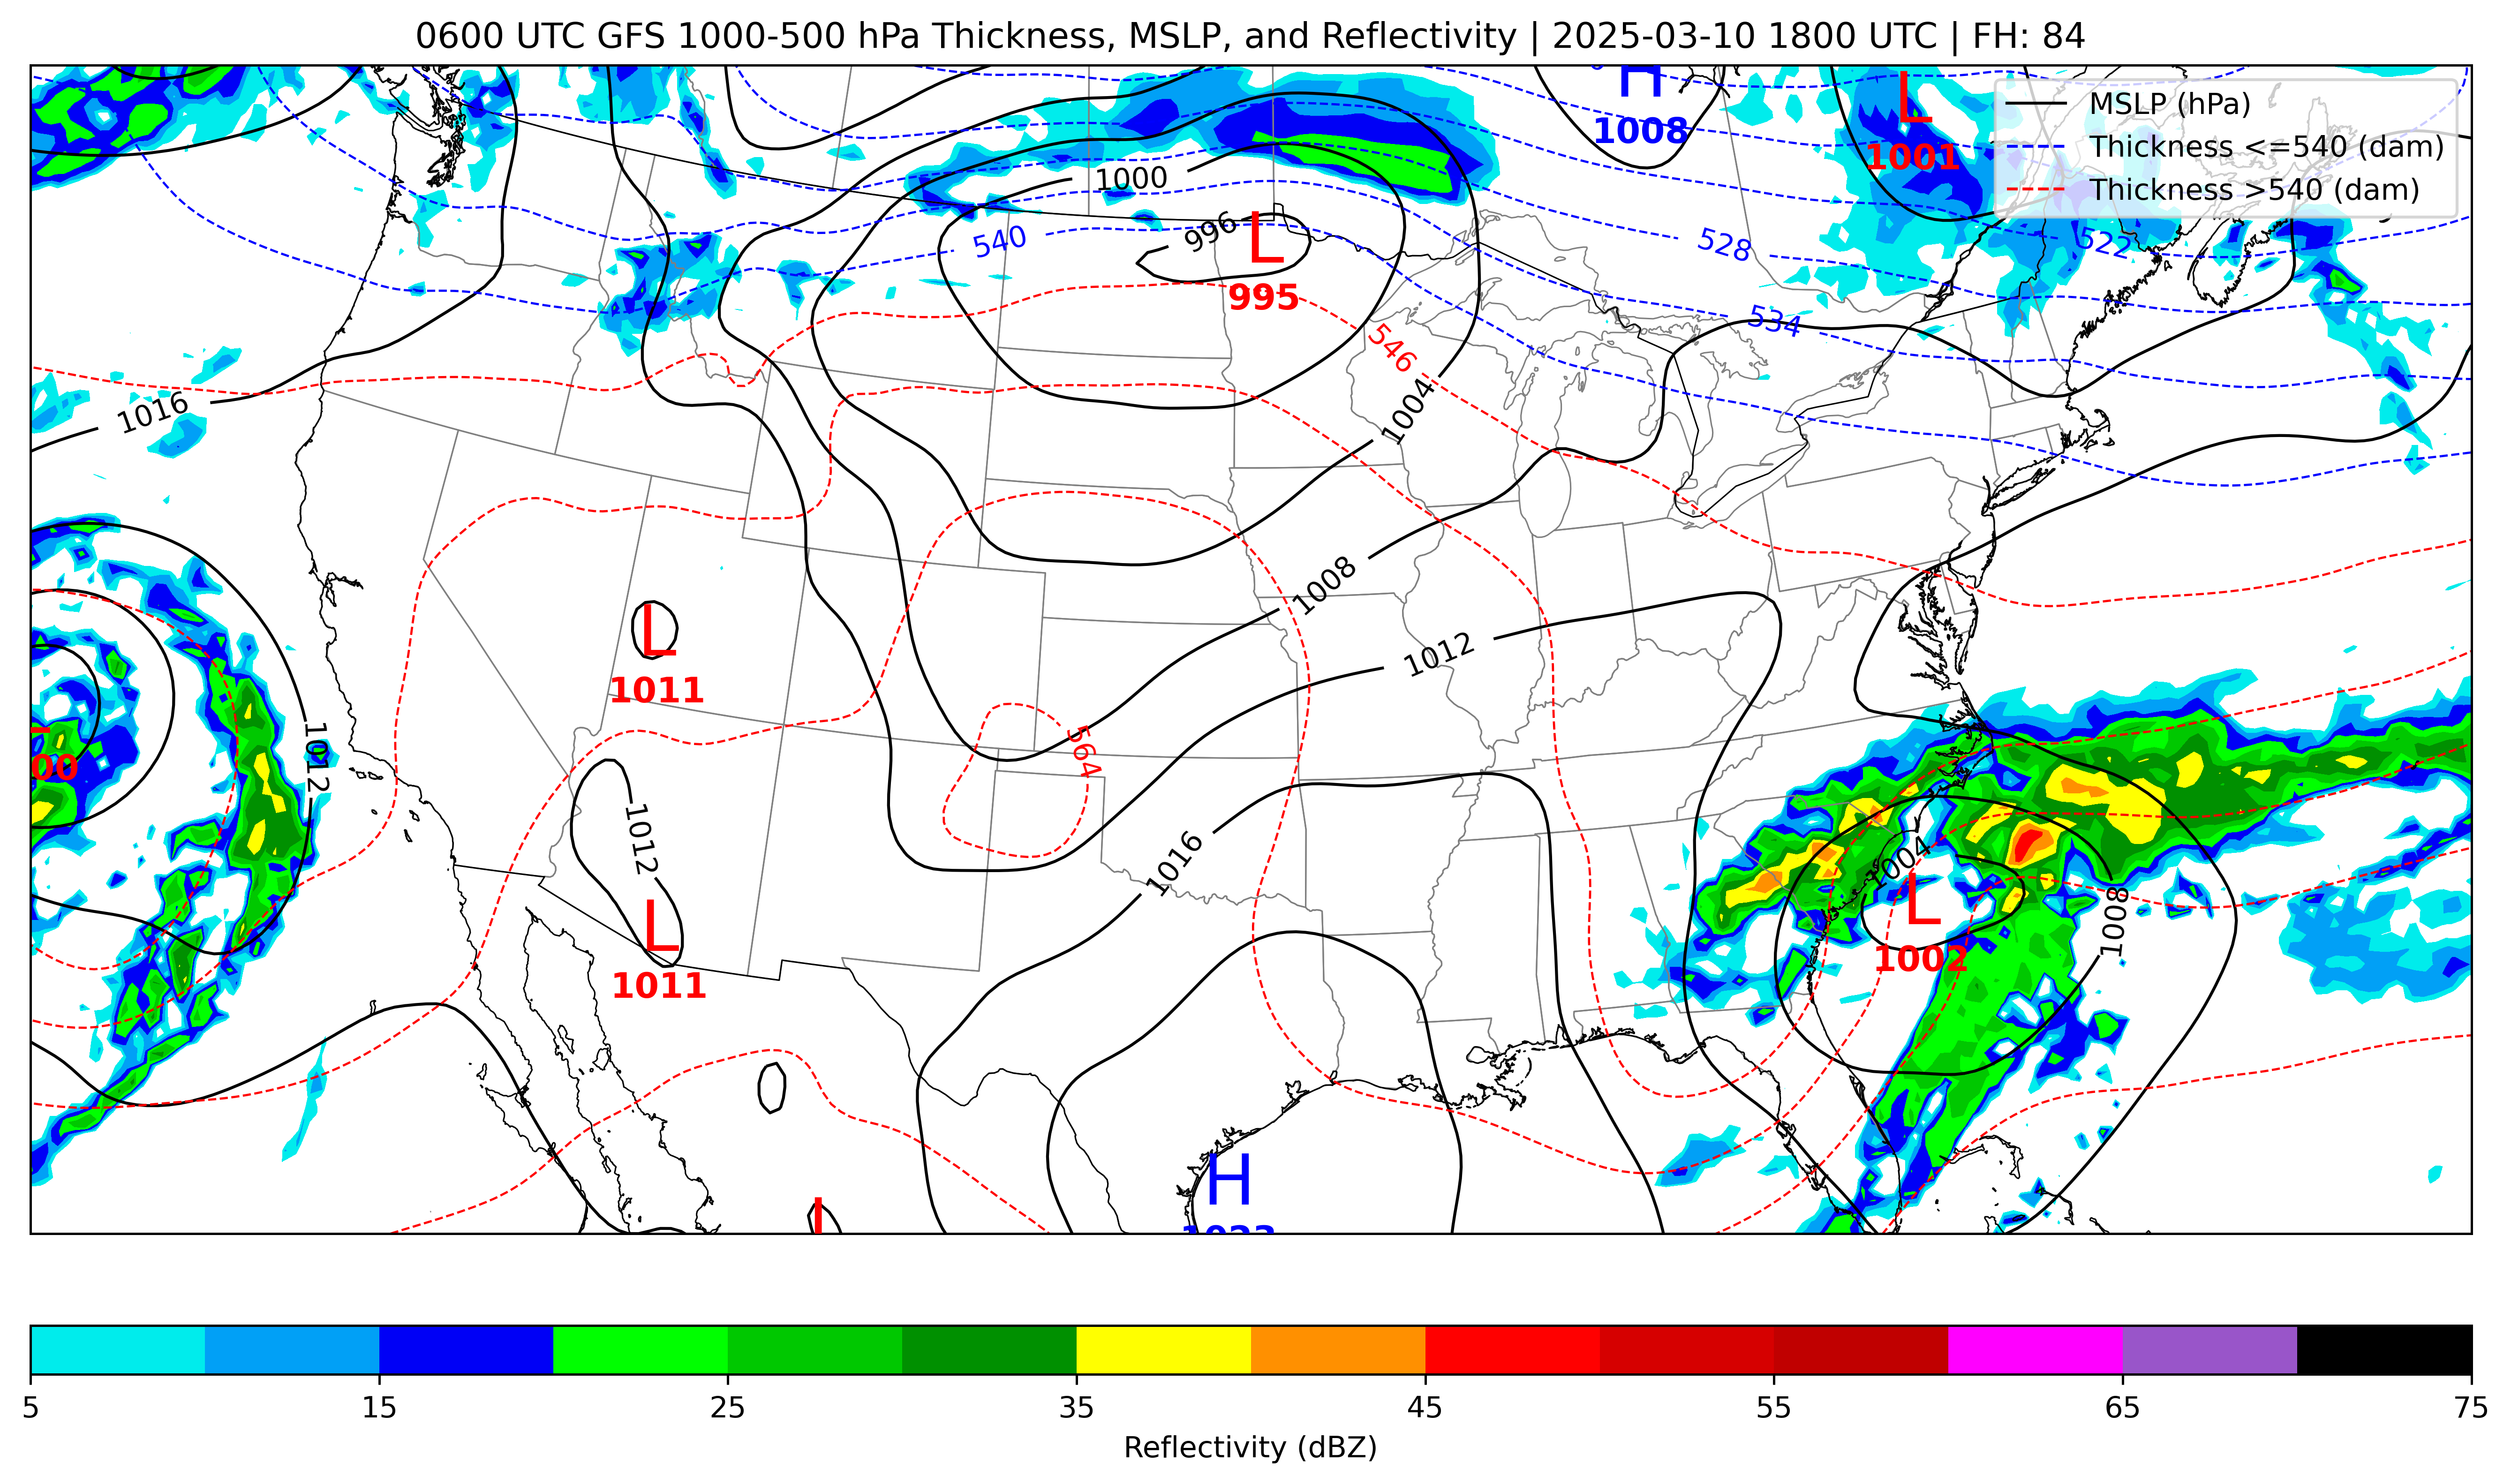 0600 UTC GFS 1000-500 hPa Thickness, MSLP, and Reflectivity | 2025-03-10 1800 UTC | FH: 84
MSLP (hPa)
Thickness <=540 (dam)
Thickness >540 (dam)
H
1008
L
1001
1000
996
L
995
540
528
522
534
546
1016
1004
1008
1012
L
1011
1012
564
00
1012
1016
L
1011
1004
L
1002
1008
H
L
5 15 25 35 45 55 65 75
Reflectivity (dBZ)